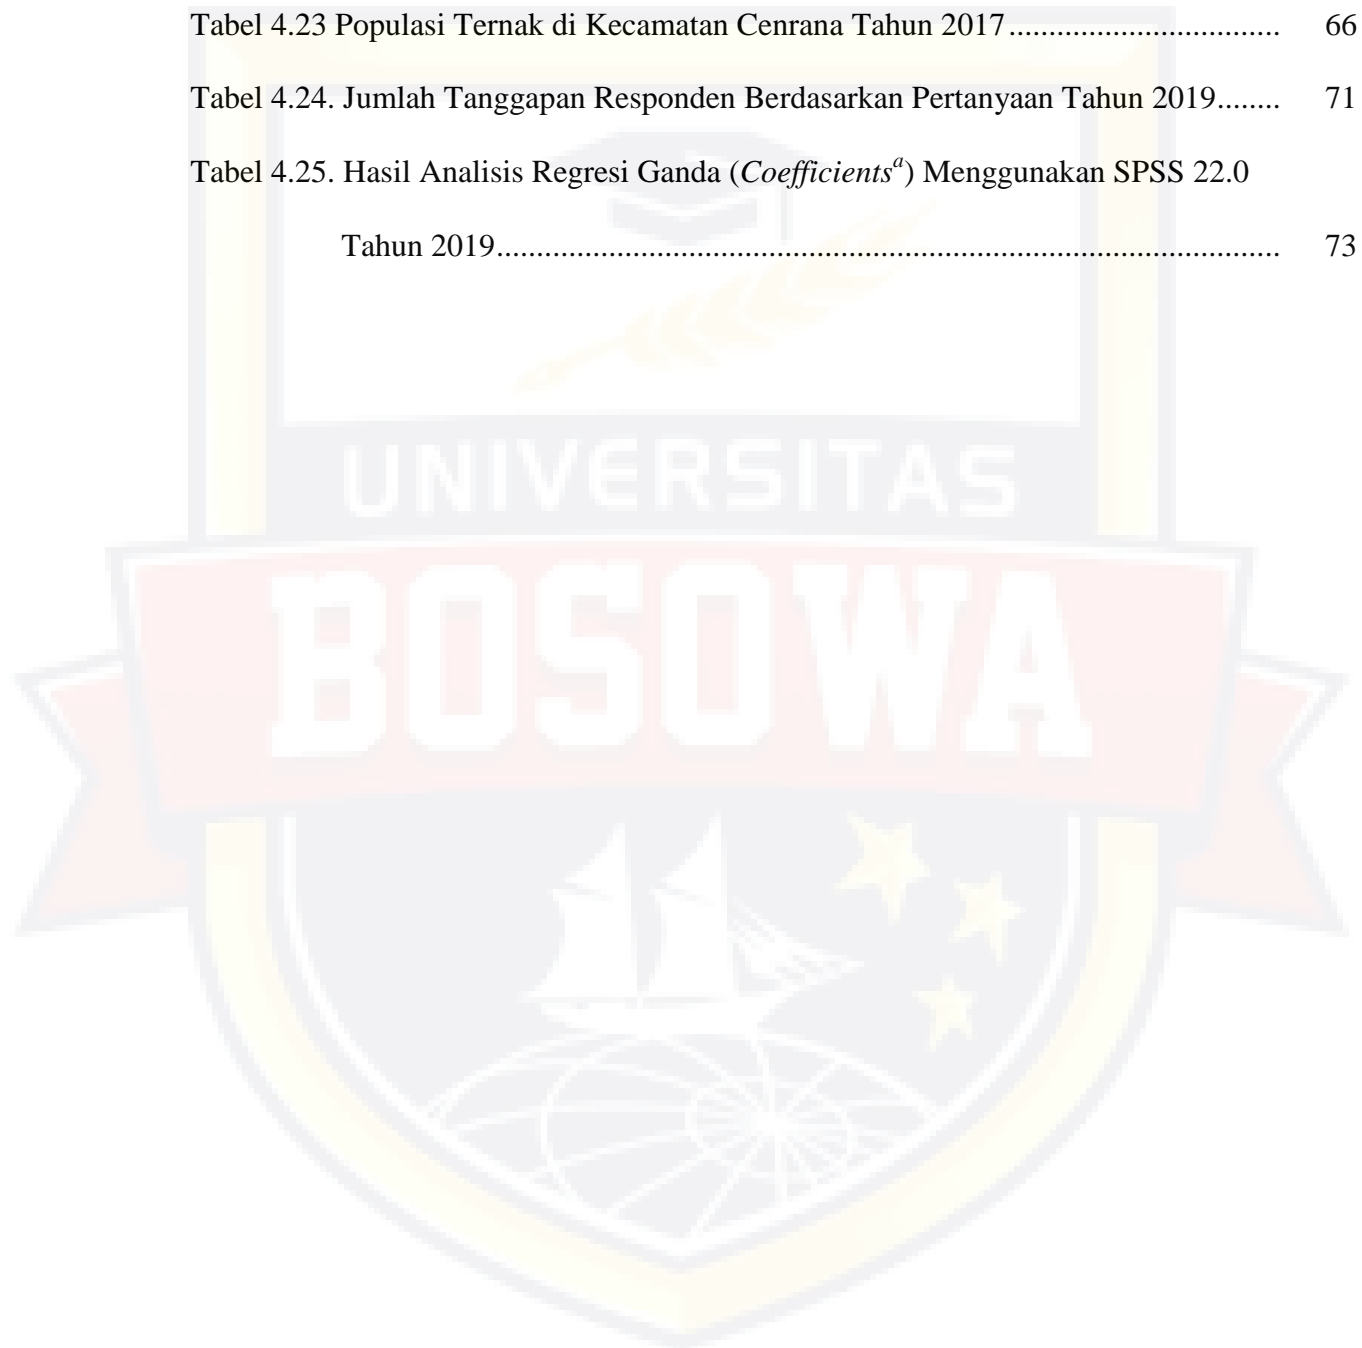 Tabel 4.23 Populasi Ternak di Kecamatan Cenrana Tahun 2017.................................. 66
Tabel 4.24. Jumlah Tanggapan Responden Berdasarkan Pertanyaan Tahun 2019........ 71
Tabel 4.25. Hasil Analisis Regresi Ganda (Coefficientsᵃ) Menggunakan SPSS 22.0
Tahun 2019.................................................................................................. 73
UNIVERSITAS
BOSOWA